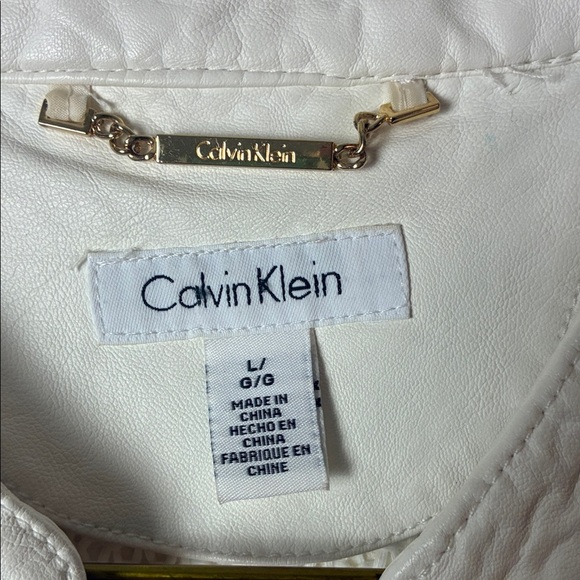 Calvin Klein
Calvin Klein
L/
G/G
MADE IN
CHINA
HECHO EN
CHINA
FABRIQUE EN
CHINE